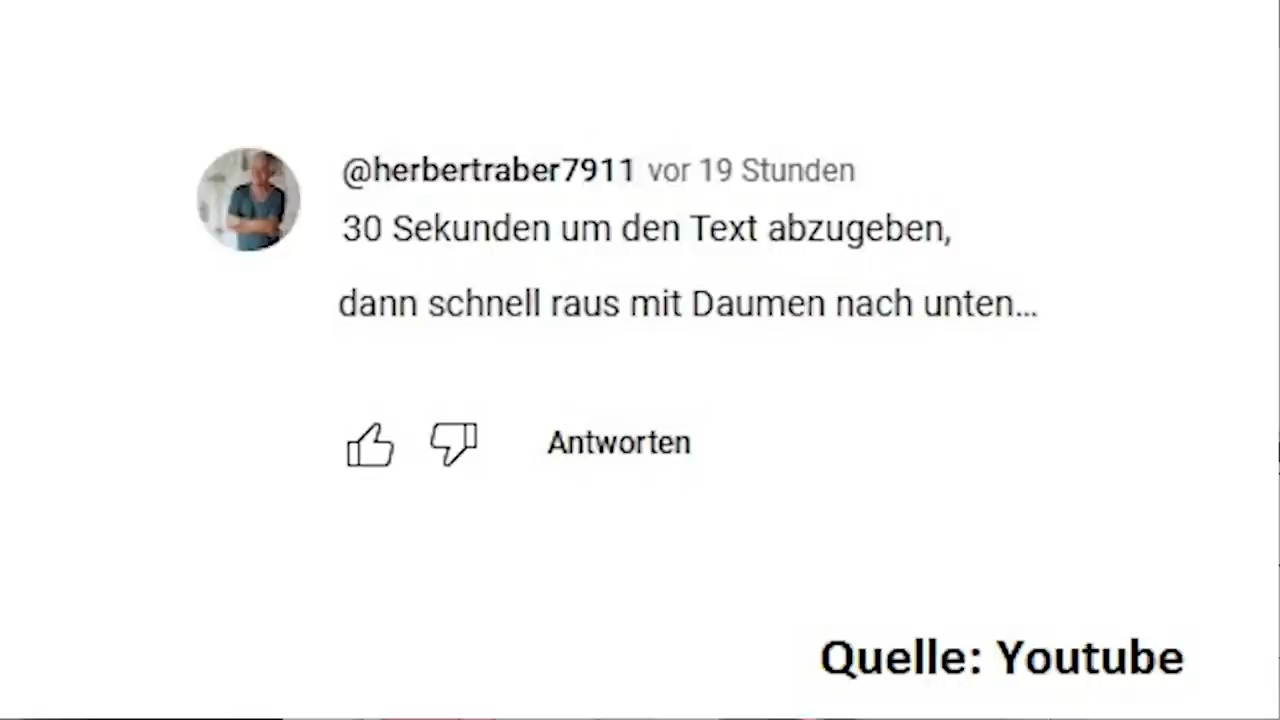 @herbertraber7911 vor 19 Stunden
30 Sekunden um den Text abzugeben,
dann schnell raus mit Daumen nach unten...
Antworten
Quelle: Youtube